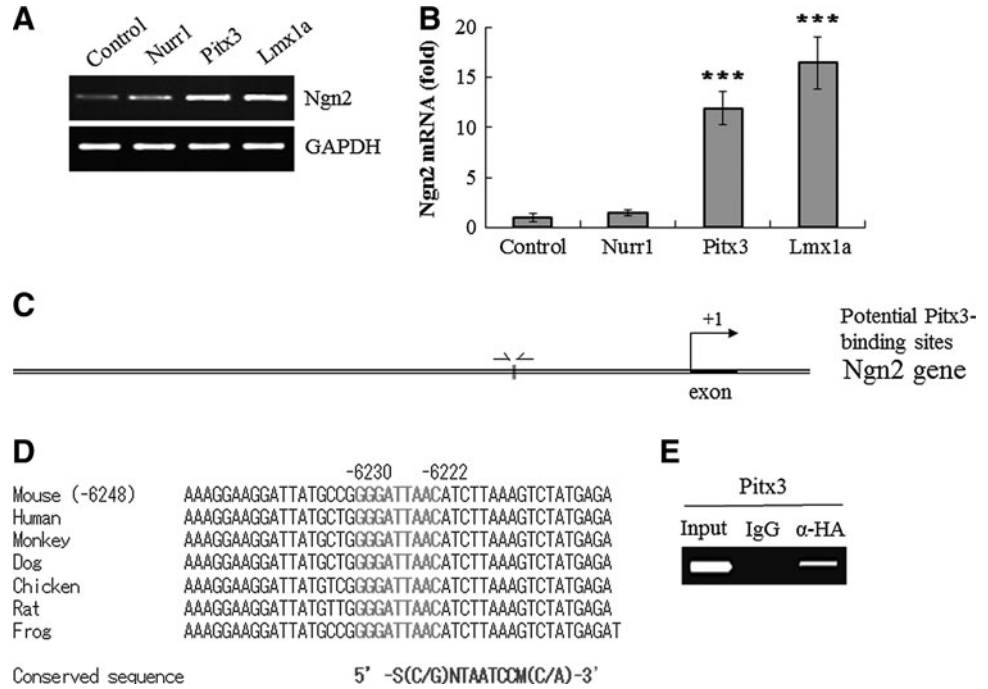 A
Control Nurr1 Pitx3 Lmx1a
Ngn2
GAPDH
B
Ngn2 mRNA (fold)
20
15
10
5
0
***
***
Control Nurr1 Pitx3 Lmx1a
C
+1
exon
Potential Pitx3-
binding sites
Ngn2 gene
D
-6230 -6222
Mouse (-6248) AAAGGAAGGATTATGCCGGGGATTAACATCTTAAAGTCTATGAGA
Human AAAGGAAGGATTATGCTGGGGATTAACATCTTAAAGTCTATGAGA
Monkey AAAGGAAGGATTATGCTGGGGATTAACATCTTAAAGTCTATGAGA
Dog AAAGGAAGGATTATGCTGGGGATTAACATCTTAAAGTCTATGAGA
Chicken AAAGGAAGGATTATGTCGGGGATTAACATCTTAAAGTCTATGAGA
Rat AAAGGAAGGATTATGTTGGGGATTAACATCTTAAAGTCTATGAGA
Frog AAAGGAAGGATTATGCCGGGGATTAACATCTTAAAGTCTATGAGAT
Conserved sequence 5' -S(C/G)NTAATCCM(C/A)-3'
E
Pitx3
Input IgG α-HA